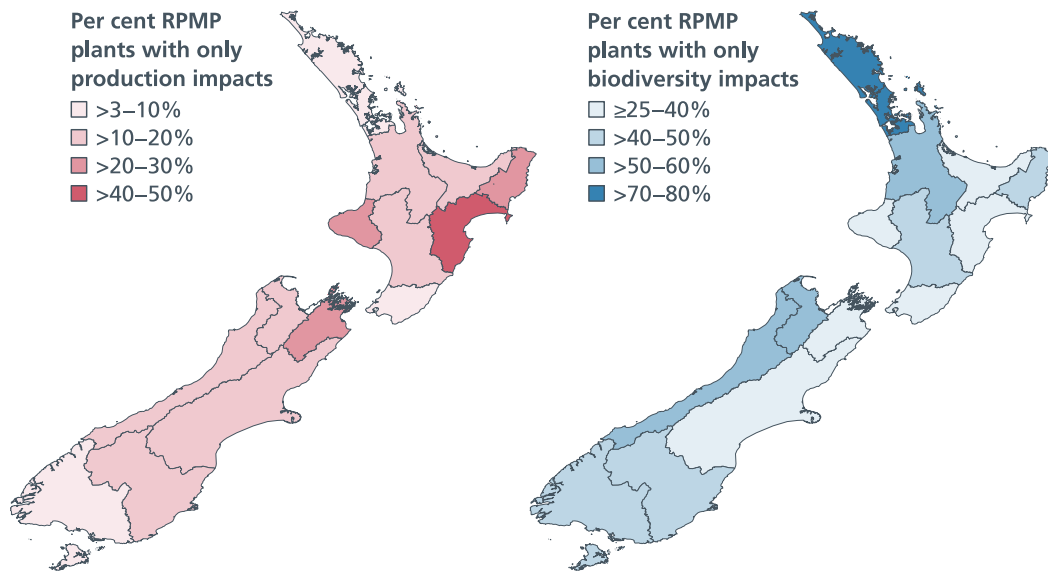 Per cent RPMP
plants with only
production impacts
>3–10%
>10–20%
>20–30%
>40–50%
Per cent RPMP
plants with only
biodiversity impacts
≥25–40%
>40–50%
>50–60%
>70–80%